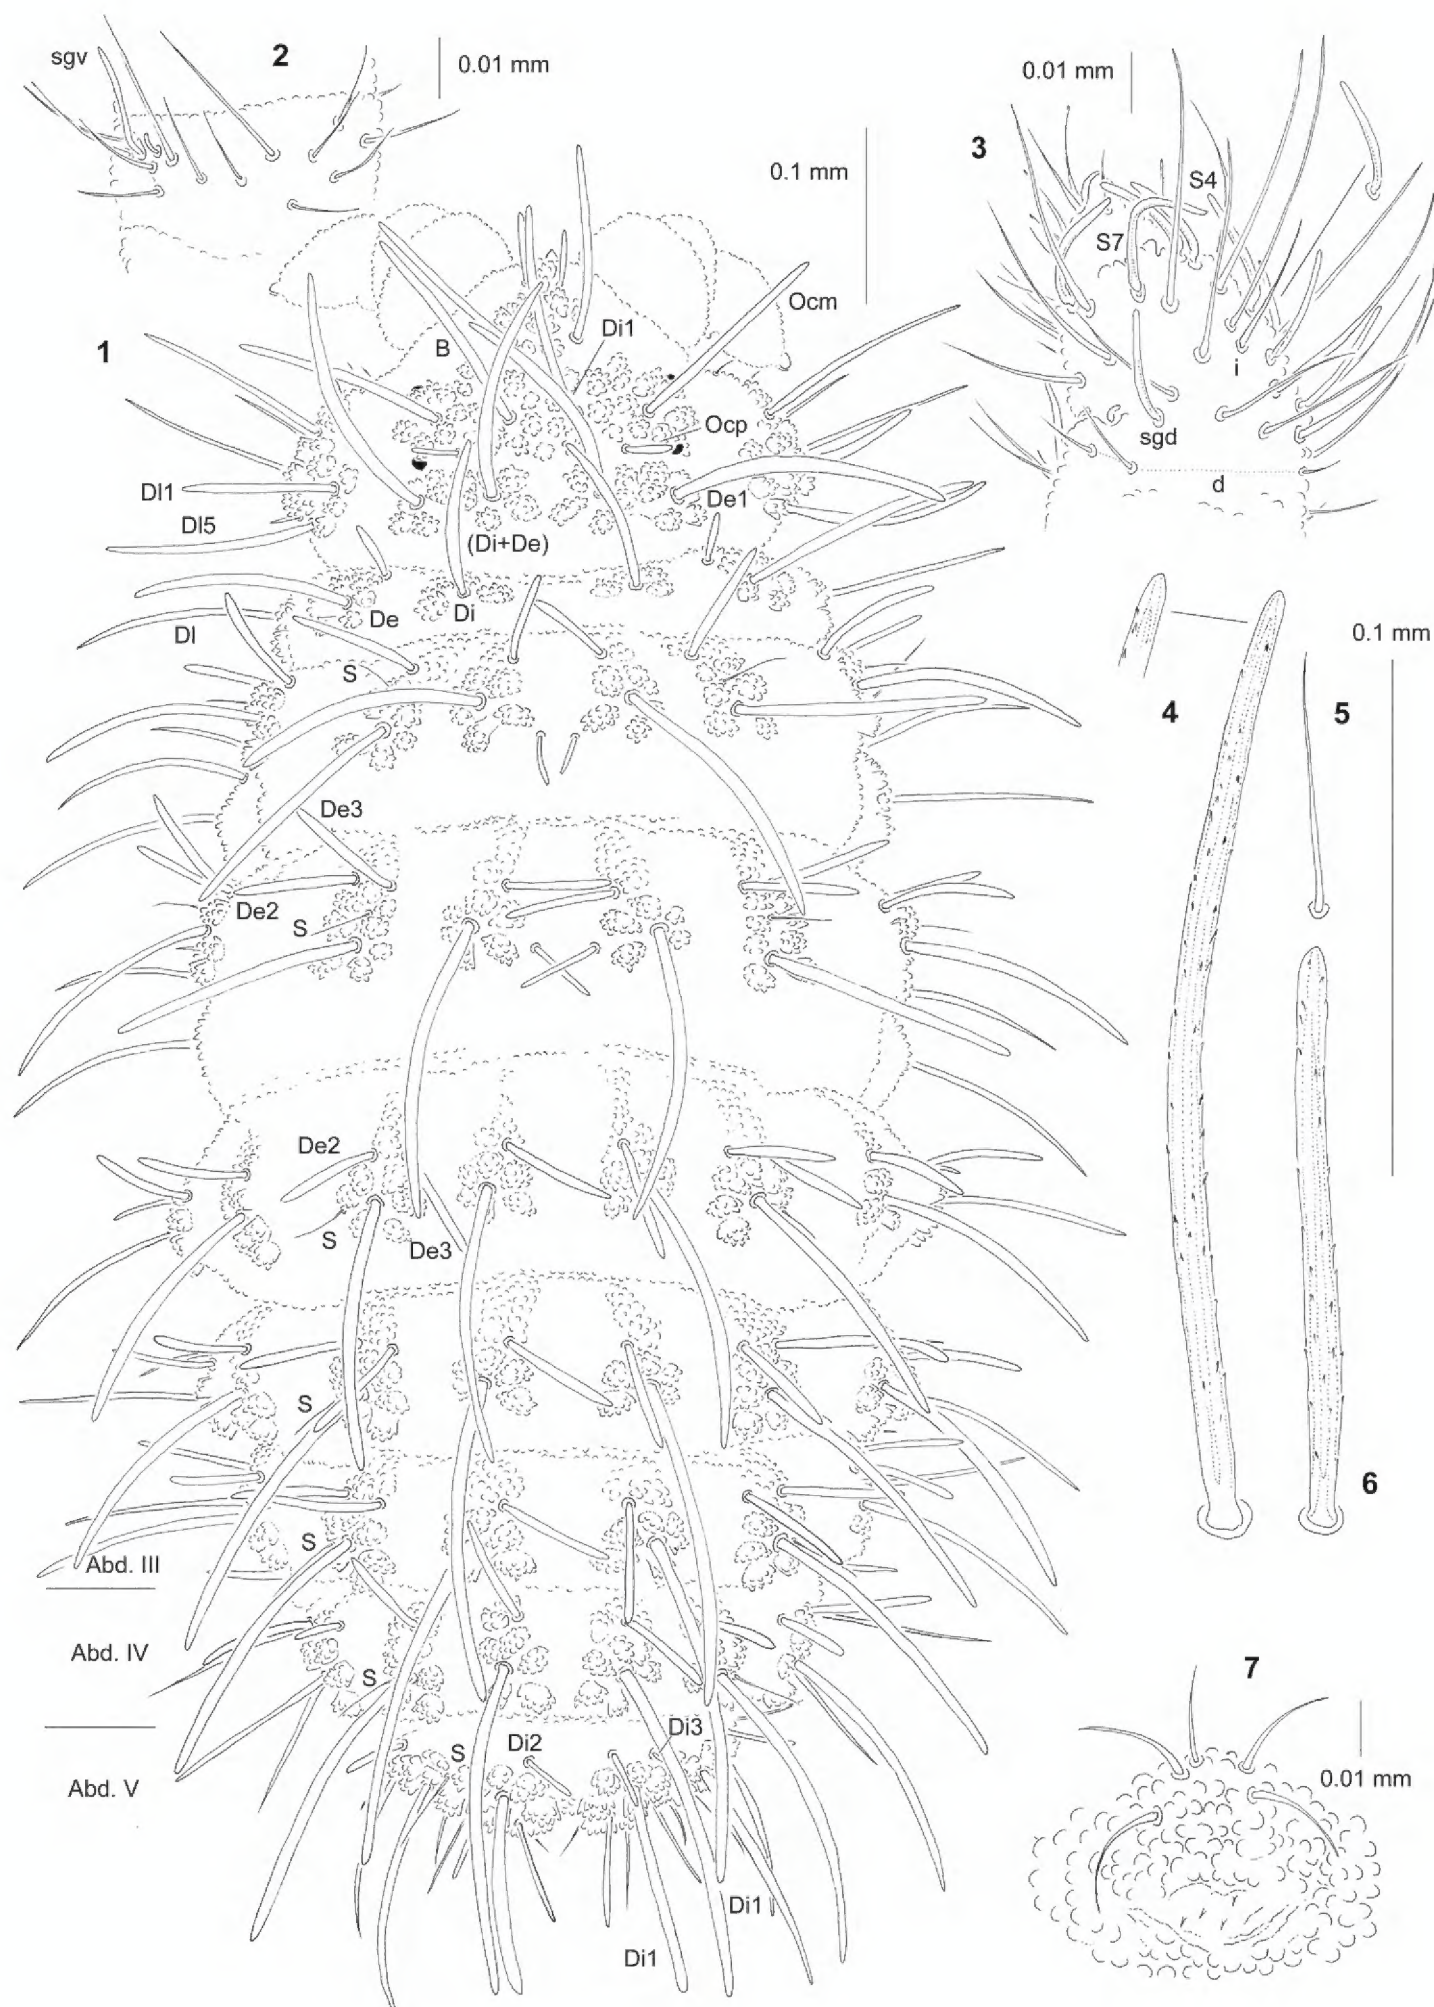 sgv
2
0.01 mm
0.01 mm
3
0.1 mm
S4
S7
Ocm
Di1
B
1
i
Ocp
sgd
Dl1
De1
d
Dl5
(Di+De)
De
Di
Dl
0.1 mm
S
4
5
De3
De2
S
De2
S
De3
S
6
S
Abd. III
Abd. IV
7
S
Di3
Di2
S
Abd. V
0.01 mm
Di1
Di1